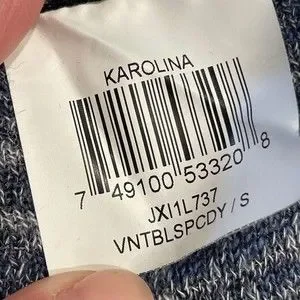 KAROLINA
7 49100 53320 8
JXI1L737
VNTBLSPCDY / S